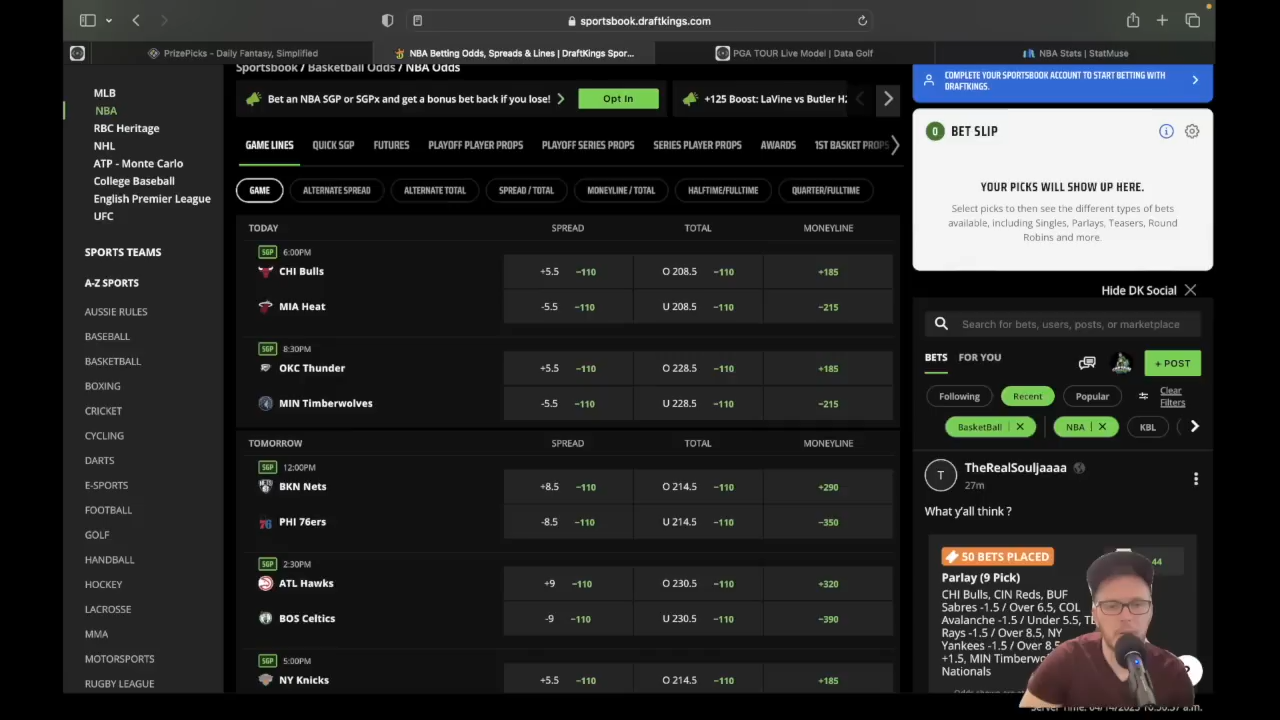 sportsbook.draftkings.com
PrizePicks - Daily Fantasy, Simplified
NBA Betting Odds, Spreads & Lines | DraftKings Spor...
PGA TOUR Live Model | Data Golf
NBA Stats | StatMuse
MLB
NBA
RBC Heritage
NHL
ATP - Monte Carlo
College Baseball
English Premier League
UFC
SPORTS TEAMS
A-Z SPORTS
AUSSIE RULES
BASEBALL
BASKETBALL
BOXING
CRICKET
CYCLING
DARTS
E-SPORTS
FOOTBALL
GOLF
HANDBALL
HOCKEY
LACROSSE
MMA
MOTORSPORTS
RUGBY LEAGUE
Sportsbook / Basketball Odds / NBA Odds
Bet an NBA SGP or SGPx and get a bonus bet back if you lose!
Opt In
+125 Boost: LaVine vs Butler H2
GAME LINES QUICK SGP FUTURES PLAYOFF PLAYER PROPS PLAYOFF SERIES PROPS SERIES PLAYER PROPS AWARDS 1ST BASKET PROPS
GAME ALTERNATE SPREAD ALTERNATE TOTAL SPREAD / TOTAL MONEYLINE / TOTAL HALFTIME/FULLTIME QUARTER/FULLTIME
TODAY SPREAD TOTAL MONEYLINE
SGP 6:00PM
CHI Bulls +5.5 −110 O 208.5 −110 +185
MIA Heat -5.5 −110 U 208.5 −110 −215
SGP 8:30PM
OKC Thunder +5.5 −110 O 228.5 −110 +185
MIN Timberwolves -5.5 −110 U 228.5 −110 −215
TOMORROW SPREAD TOTAL MONEYLINE
SGP 12:00PM
BKN Nets +8.5 −110 O 214.5 −110 +290
PHI 76ers -8.5 −110 U 214.5 −110 −350
SGP 2:30PM
ATL Hawks +9 −110 O 230.5 −110 +320
BOS Celtics -9 −110 U 230.5 −110 −390
SGP 5:00PM
NY Knicks +5.5 −110 O 214.5 −110 +185
COMPLETE YOUR SPORTSBOOK ACCOUNT TO START BETTING WITH
DRAFTKINGS.
0 BET SLIP
YOUR PICKS WILL SHOW UP HERE.
Select picks to then see the different types of bets
available, including Singles, Parlays, Teasers, Round
Robins and more.
Hide DK Social
Search for bets, users, posts, or marketplace
BETS FOR YOU
+ POST
Following Recent Popular
Clear
Filters
BasketBall NBA KBL
TheRealSouljaaaa
27m
T
What y'all think ?
50 BETS PLACED
44
Parlay (9 Pick)
CHI Bulls, CIN Reds, BUF
Sabres -1.5 / Over 6.5, COL
Avalanche -1.5 / Under 5.5,
Rays -1.5 / Over 8.5, NY
Yankees -1.5 / Over 8.5
+1.5, MIN
Nationals